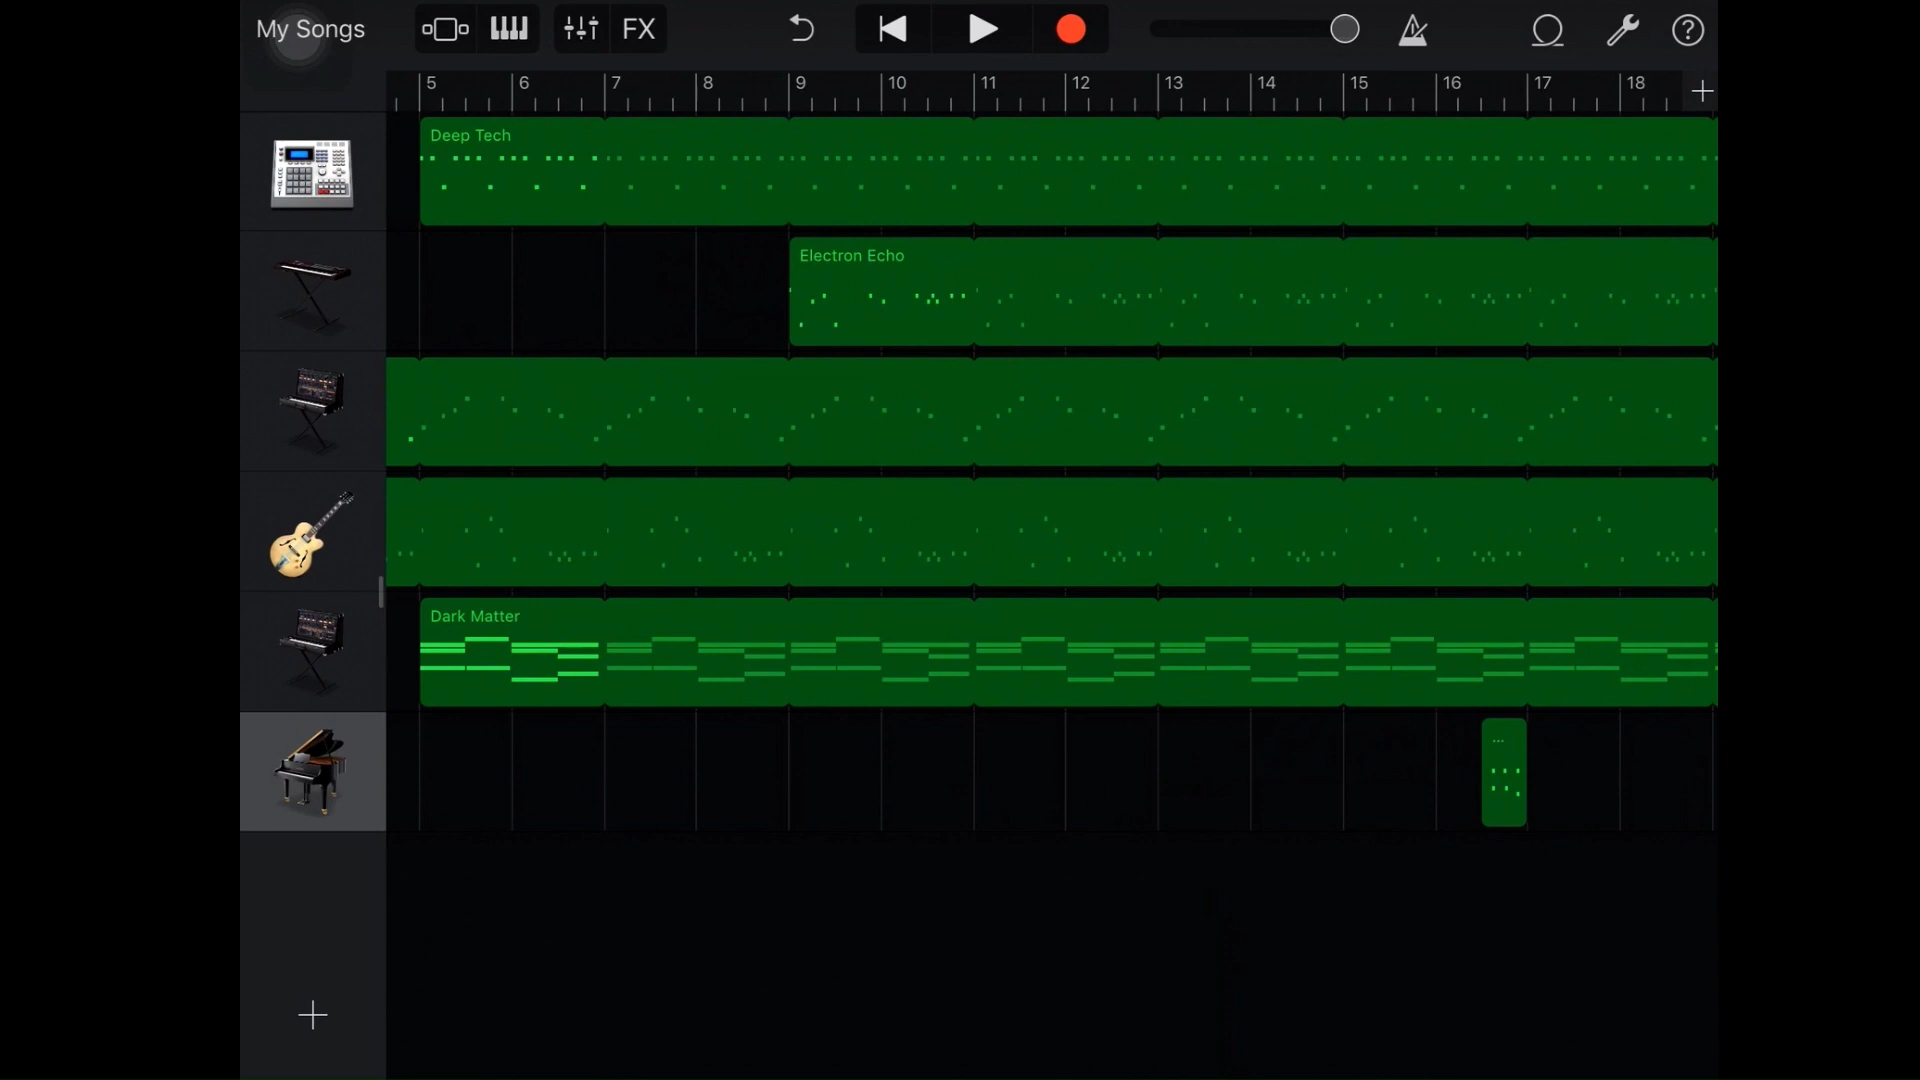 My Songs
FX
5 6 7 8 9 10 11 12 13 14 15 16 17 18
Deep Tech
Electron Echo
Dark Matter
...